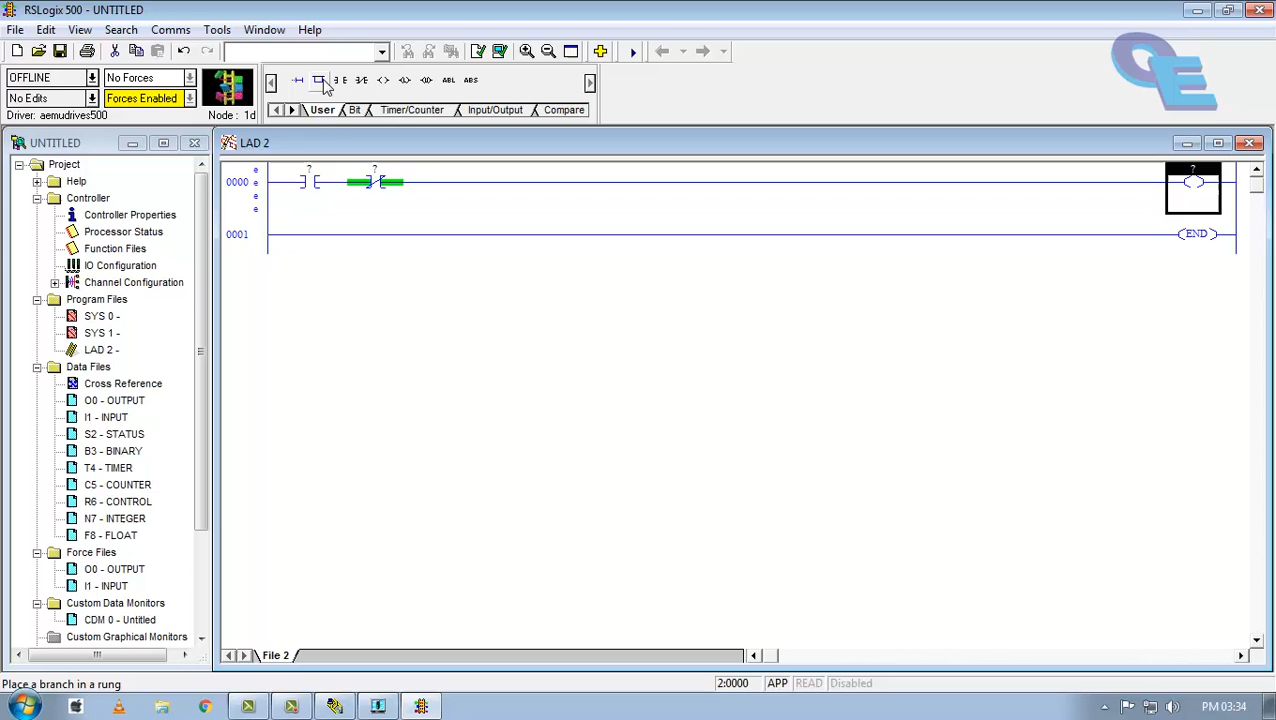 RSLogix 500 - UNTITLED
File Edit View Search Comms Tools Window Help
OFFLINE No Forces
No Edits Forces Enabled
Driver: aemudrives500 Node : 1d
ABL ABS
User Bit Timer/Counter Input/Output Compare
UNTITLED
Project
Help
Controller
Controller Properties
Processor Status
Function Files
IO Configuration
Channel Configuration
Program Files
SYS 0 -
SYS 1 -
LAD 2 -
Data Files
Cross Reference
O0 - OUTPUT
I1 - INPUT
S2 - STATUS
B3 - BINARY
T4 - TIMER
C5 - COUNTER
R6 - CONTROL
N7 - INTEGER
F8 - FLOAT
Force Files
O0 - OUTPUT
I1 - INPUT
Custom Data Monitors
CDM 0 - Untitled
Custom Graphical Monitors
LAD 2
? ? ?
e
0000 e
e
e
0001 END
File 2
Place a branch in a rung
2:0000 APP READ Disabled
PM 03:34
CE